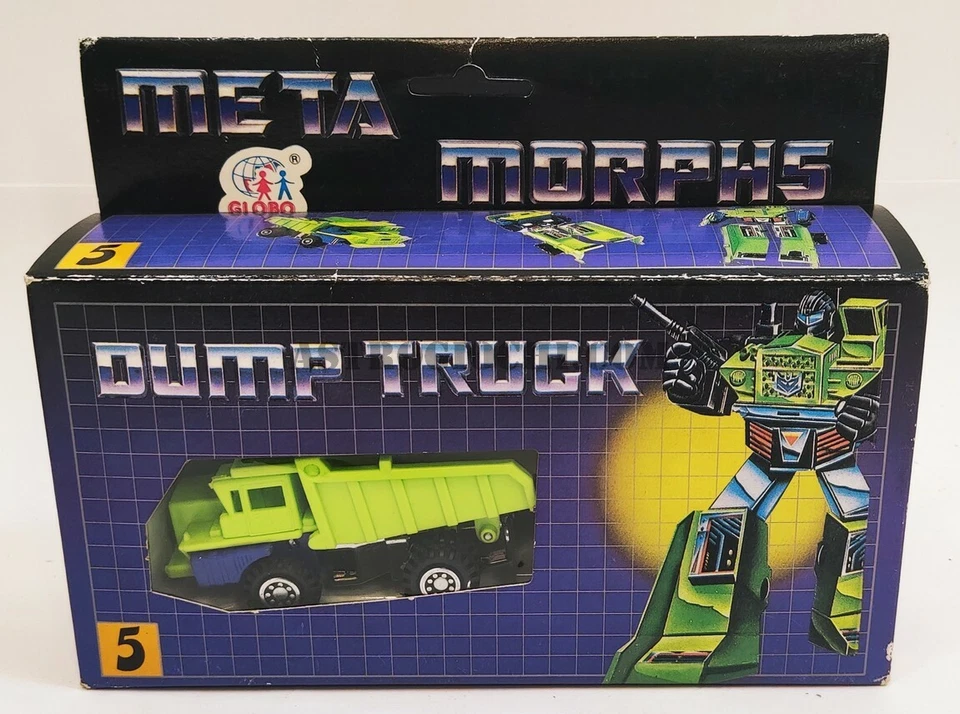 META
MORPHS
®
GLOBO
5
DUMP TRUCK
5